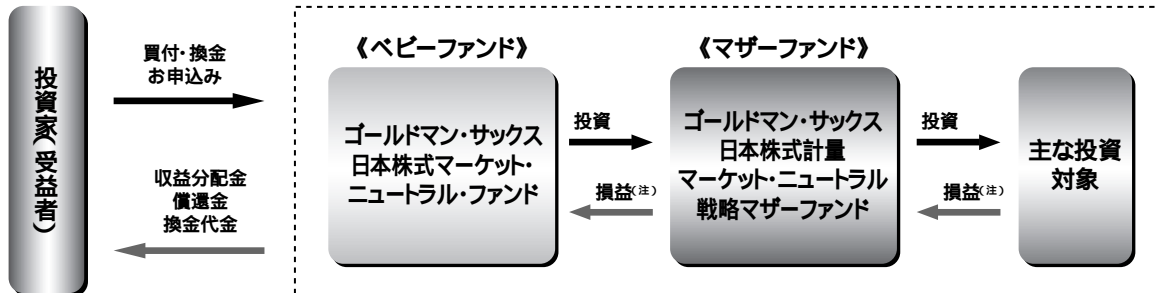 投資家(受益者)
買付・換金
お申込み
収益分配金
償還金
換金代金
《ベビーファンド》
ゴールドマン・サックス
日本株式マーケット・
ニュートラル・ファンド
投資
損益(注)
《マザーファンド》
ゴールドマン・サックス
日本株式計量
マーケット・ニュートラル
戦略マザーファンド
投資
損益(注)
主な投資
対象